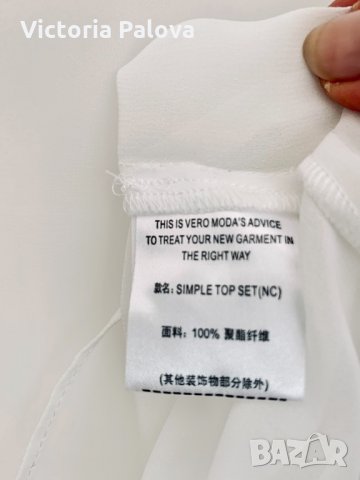 Victoria Palova
THIS IS VERO MODA'S ADVICE
TO TREAT YOUR NEW GARMENT IN
THE RIGHT WAY
款名: SIMPLE TOP SET(NC)
面料: 100% 聚酯纤维
(其他装饰物部分除外)
BAZAR